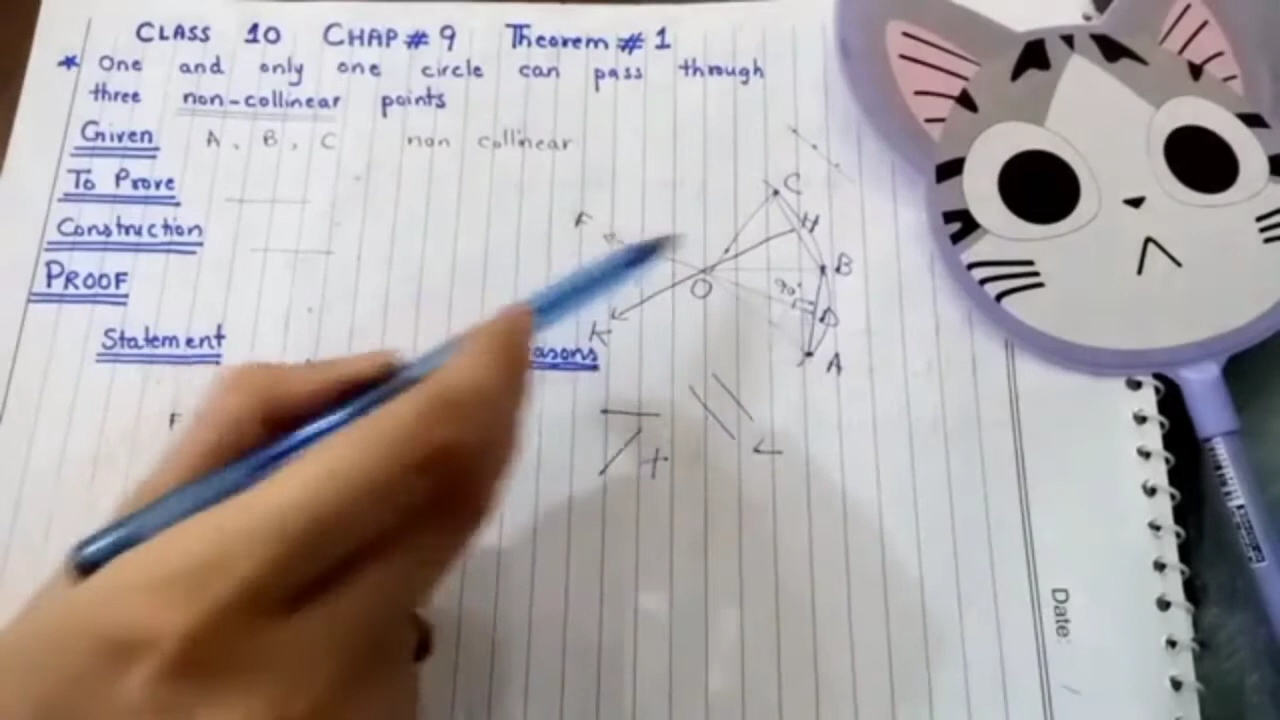 CLASS 10 CHAP # 9 Theorem # 1
* One and only one circle can pass through
three non-collinear points
Given A, B, C non collinear
To Prove
Construction
PROOF
Statement
F
C
H
B
O
90°
D
K
A
F
Date: